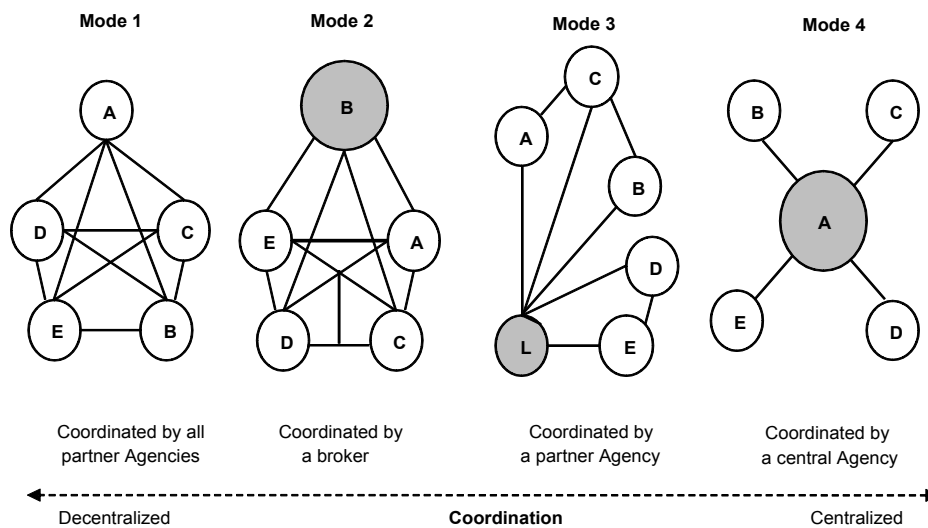 Mode 1
Mode 2
Mode 3
Mode 4
A
D
C
E
B
B
E
A
D
C
C
A
B
D
L
E
B
C
A
E
D
Coordinated by all
partner Agencies
Coordinated by
a broker
Coordinated by
a partner Agency
Coordinated by
a central Agency
Decentralized
Coordination
Centralized